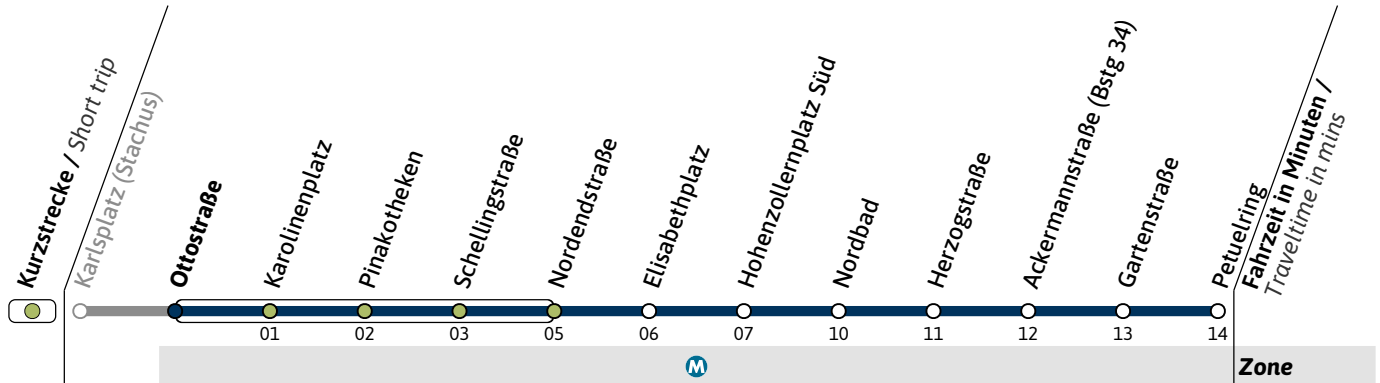 Kurzstrecke / Short trip
Karlsplatz (Stachus)
Ottostraße
Karolinenplatz
Pinakotheken
Schellingstraße
Nordendstraße
Elisabethplatz
Hohenzollernplatz Süd
Nordbad
Herzogstraße
Ackermannstraße (Bstg 34)
Gartenstraße
Petuelring
Fahrzeit in Minuten /
Traveltime in mins
01 02 03 05 06 07 10 11 12 13 14
M Zone